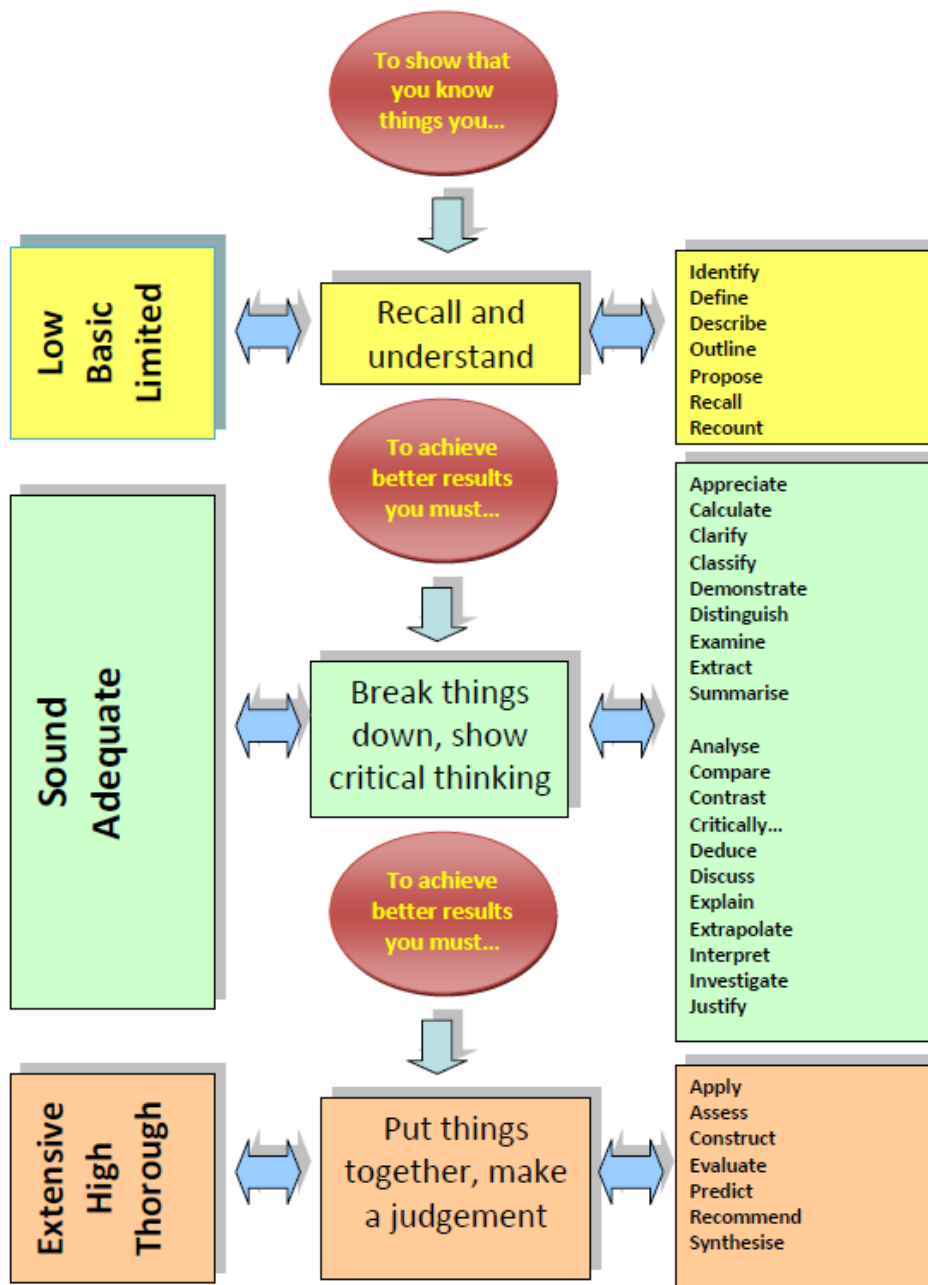 To show that
you know
things you...
Low
Basic
Limited
Recall and
understand
Identify
Define
Describe
Outline
Propose
Recall
Recount
To achieve
better results
you must...
Sound
Adequate
Break things
down, show
critical thinking
Appreciate
Calculate
Clarify
Classify
Demonstrate
Distinguish
Examine
Extract
Summarise
Analyse
Compare
Contrast
Critically...
Deduce
Discuss
Explain
Extrapolate
Interpret
Investigate
Justify
To achieve
better results
you must...
Extensive
High
Thorough
Put things
together, make
a judgement
Apply
Assess
Construct
Evaluate
Predict
Recommend
Synthesise